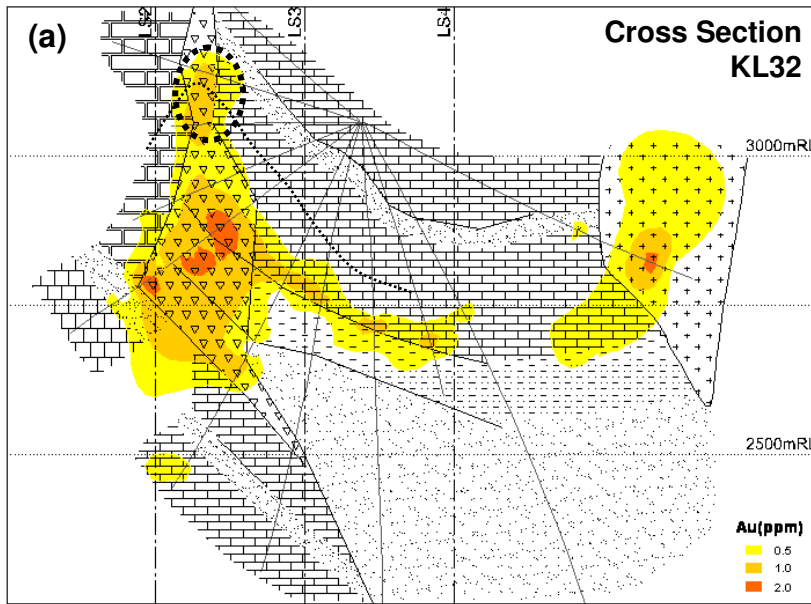 (a)
LS2
LS3
LS4
Cross Section
KL32
3000mRL
2500mRL
Au(ppm)
0.5
1.0
2.0